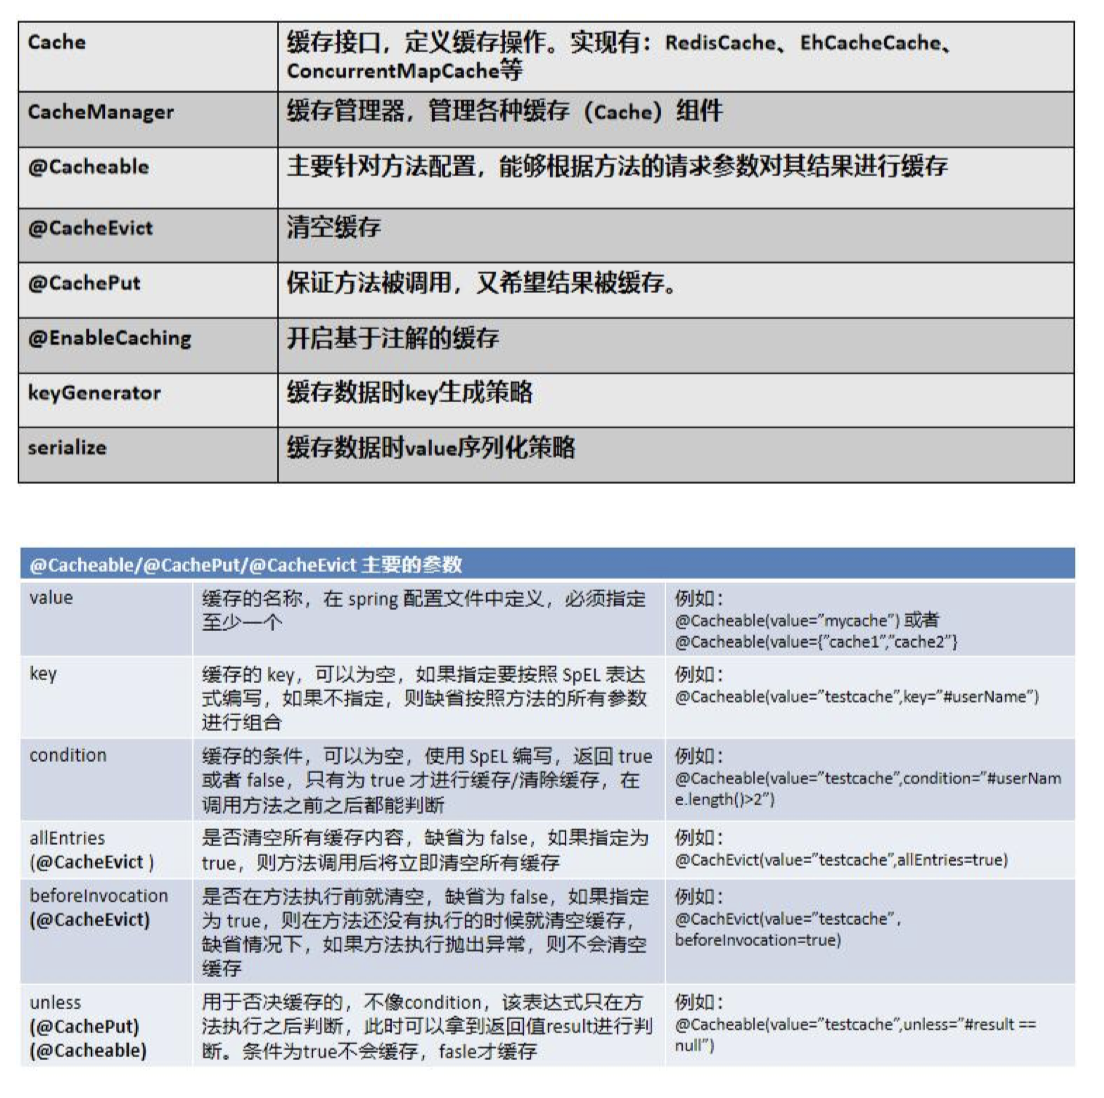 Cache
缓存接口，定义缓存操作。实现有：RedisCache、EhCacheCache、
ConcurrentMapCache等
CacheManager
缓存管理器，管理各种缓存（Cache）组件
@Cacheable
主要针对方法配置，能够根据方法的请求参数对其结果进行缓存
@CacheEvict
清空缓存
@CachePut
保证方法被调用，又希望结果被缓存。
@EnableCaching
开启基于注解的缓存
keyGenerator
缓存数据时key生成策略
serialize
缓存数据时value序列化策略
@Cacheable/@CachePut/@CacheEvict 主要的参数
value
缓存的名称，在 spring 配置文件中定义，必须指定
至少一个
例如：
@Cacheable(value=”mycache”) 或者
@Cacheable(value={”cache1”,”cache2”}
key
缓存的 key，可以为空，如果指定要按照 SpEL 表达
式编写，如果不指定，则缺省按照方法的所有参数
进行组合
例如：
@Cacheable(value=”testcache”,key=”#userName”)
condition
缓存的条件，可以为空，使用 SpEL 编写，返回 true
或者 false，只有为 true 才进行缓存/清除缓存，在
调用方法之前之后都能判断
例如：
@Cacheable(value=”testcache”,condition=”#userNam
e.length()>2”)
allEntries
(@CacheEvict )
是否清空所有缓存内容，缺省为 false，如果指定为
true，则方法调用后将立即清空所有缓存
例如：
@CachEvict(value=”testcache”,allEntries=true)
beforeInvocation
(@CacheEvict)
是否在方法执行前就清空，缺省为 false，如果指定
为 true，则在方法还没有执行的时候就清空缓存，
缺省情况下，如果方法执行抛出异常，则不会清空
缓存
例如：
@CachEvict(value=”testcache”，
beforeInvocation=true)
unless
(@CachePut)
(@Cacheable)
用于否决缓存的，不像condition，该表达式只在方
法执行之后判断，此时可以拿到返回值result进行判
断。条件为true不会缓存，fasle才缓存
例如：
@Cacheable(value=”testcache”,unless=”#result ==
null”)